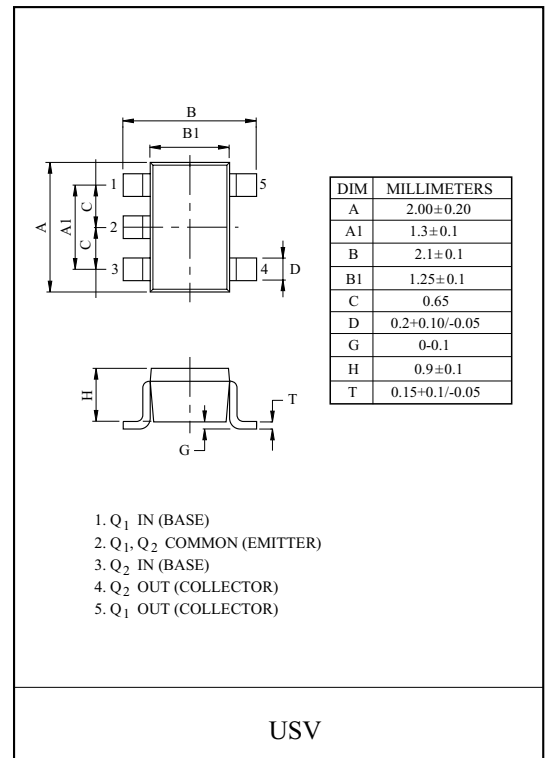 B
B1
1
5
A
A1
C
2
C
3
4
D
DIM MILLIMETERS
A 2.00±0.20
A1 1.3±0.1
B 2.1±0.1
B1 1.25±0.1
C 0.65
D 0.2+0.10/-0.05
G 0-0.1
H 0.9±0.1
T 0.15+0.1/-0.05
H
T
G
1. Q1 IN (BASE)
2. Q1, Q2 COMMON (EMITTER)
3. Q2 IN (BASE)
4. Q2 OUT (COLLECTOR)
5. Q1 OUT (COLLECTOR)
USV